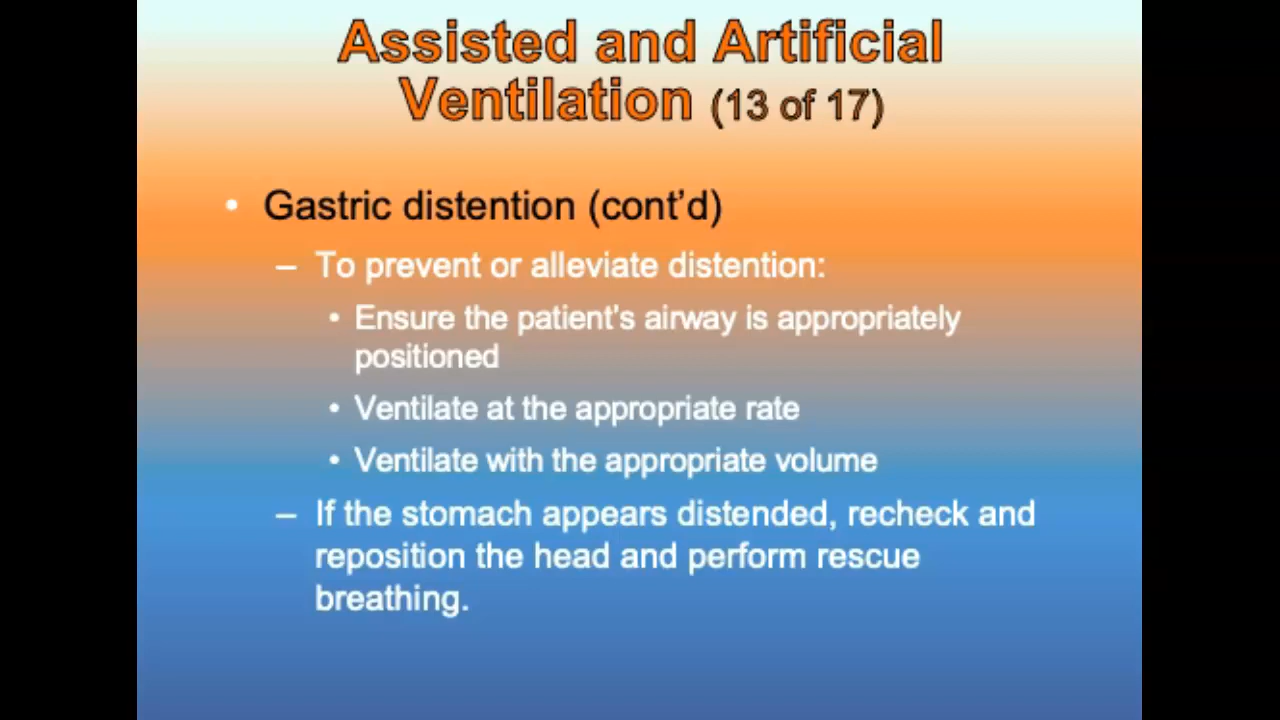 Assisted and Artificial
Ventilation (13 of 17)
• Gastric distention (cont’d)
– To prevent or alleviate distention:
• Ensure the patient’s airway is appropriately
positioned
• Ventilate at the appropriate rate
• Ventilate with the appropriate volume
– If the stomach appears distended, recheck and
reposition the head and perform rescue
breathing.